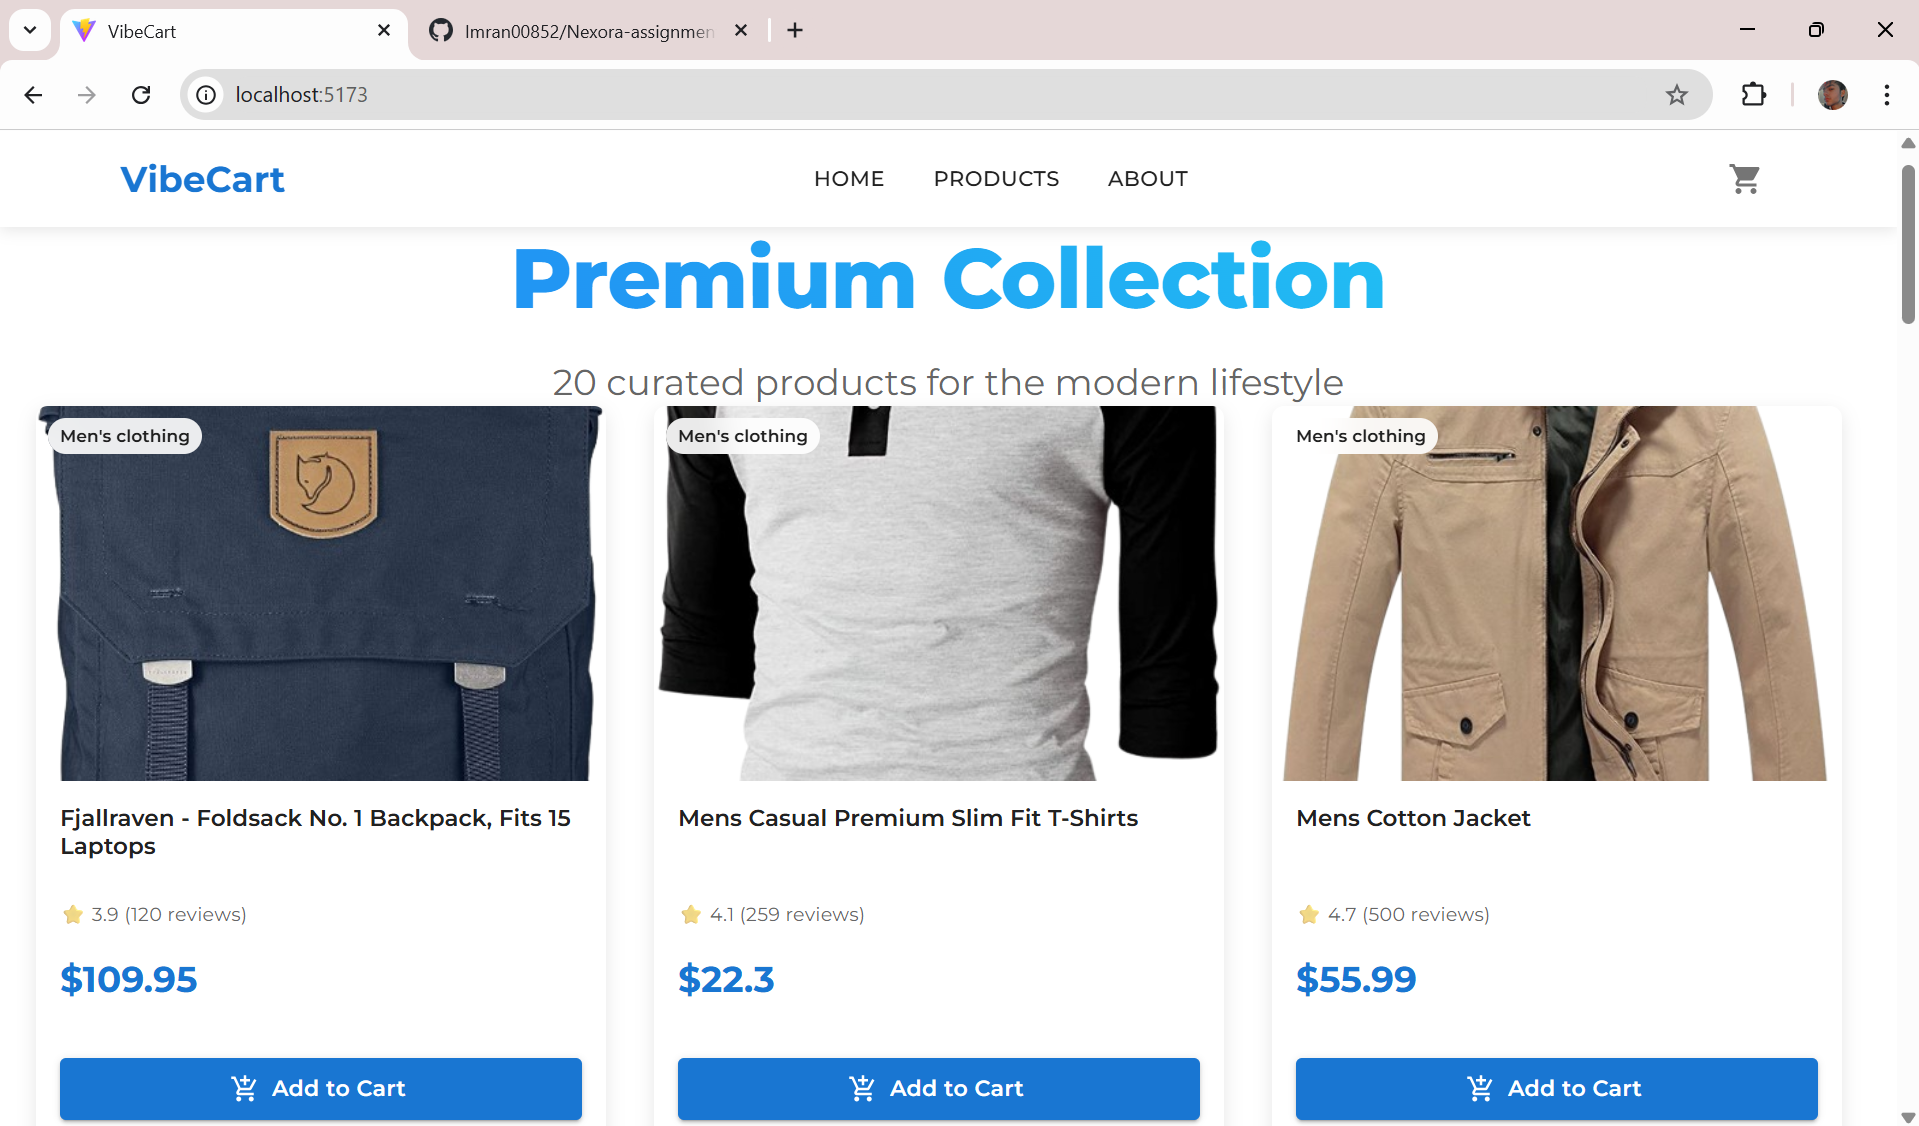 VibeCart
Imran00852/Nexora-assignmen
localhost:5173
VibeCart
HOME
PRODUCTS
ABOUT
Premium Collection
20 curated products for the modern lifestyle
Men's clothing
Men's clothing
Men's clothing
Fjallraven - Foldsack No. 1 Backpack, Fits 15
Laptops
3.9 (120 reviews)
$109.95
Add to Cart
Mens Casual Premium Slim Fit T-Shirts
4.1 (259 reviews)
$22.3
Add to Cart
Mens Cotton Jacket
4.7 (500 reviews)
$55.99
Add to Cart